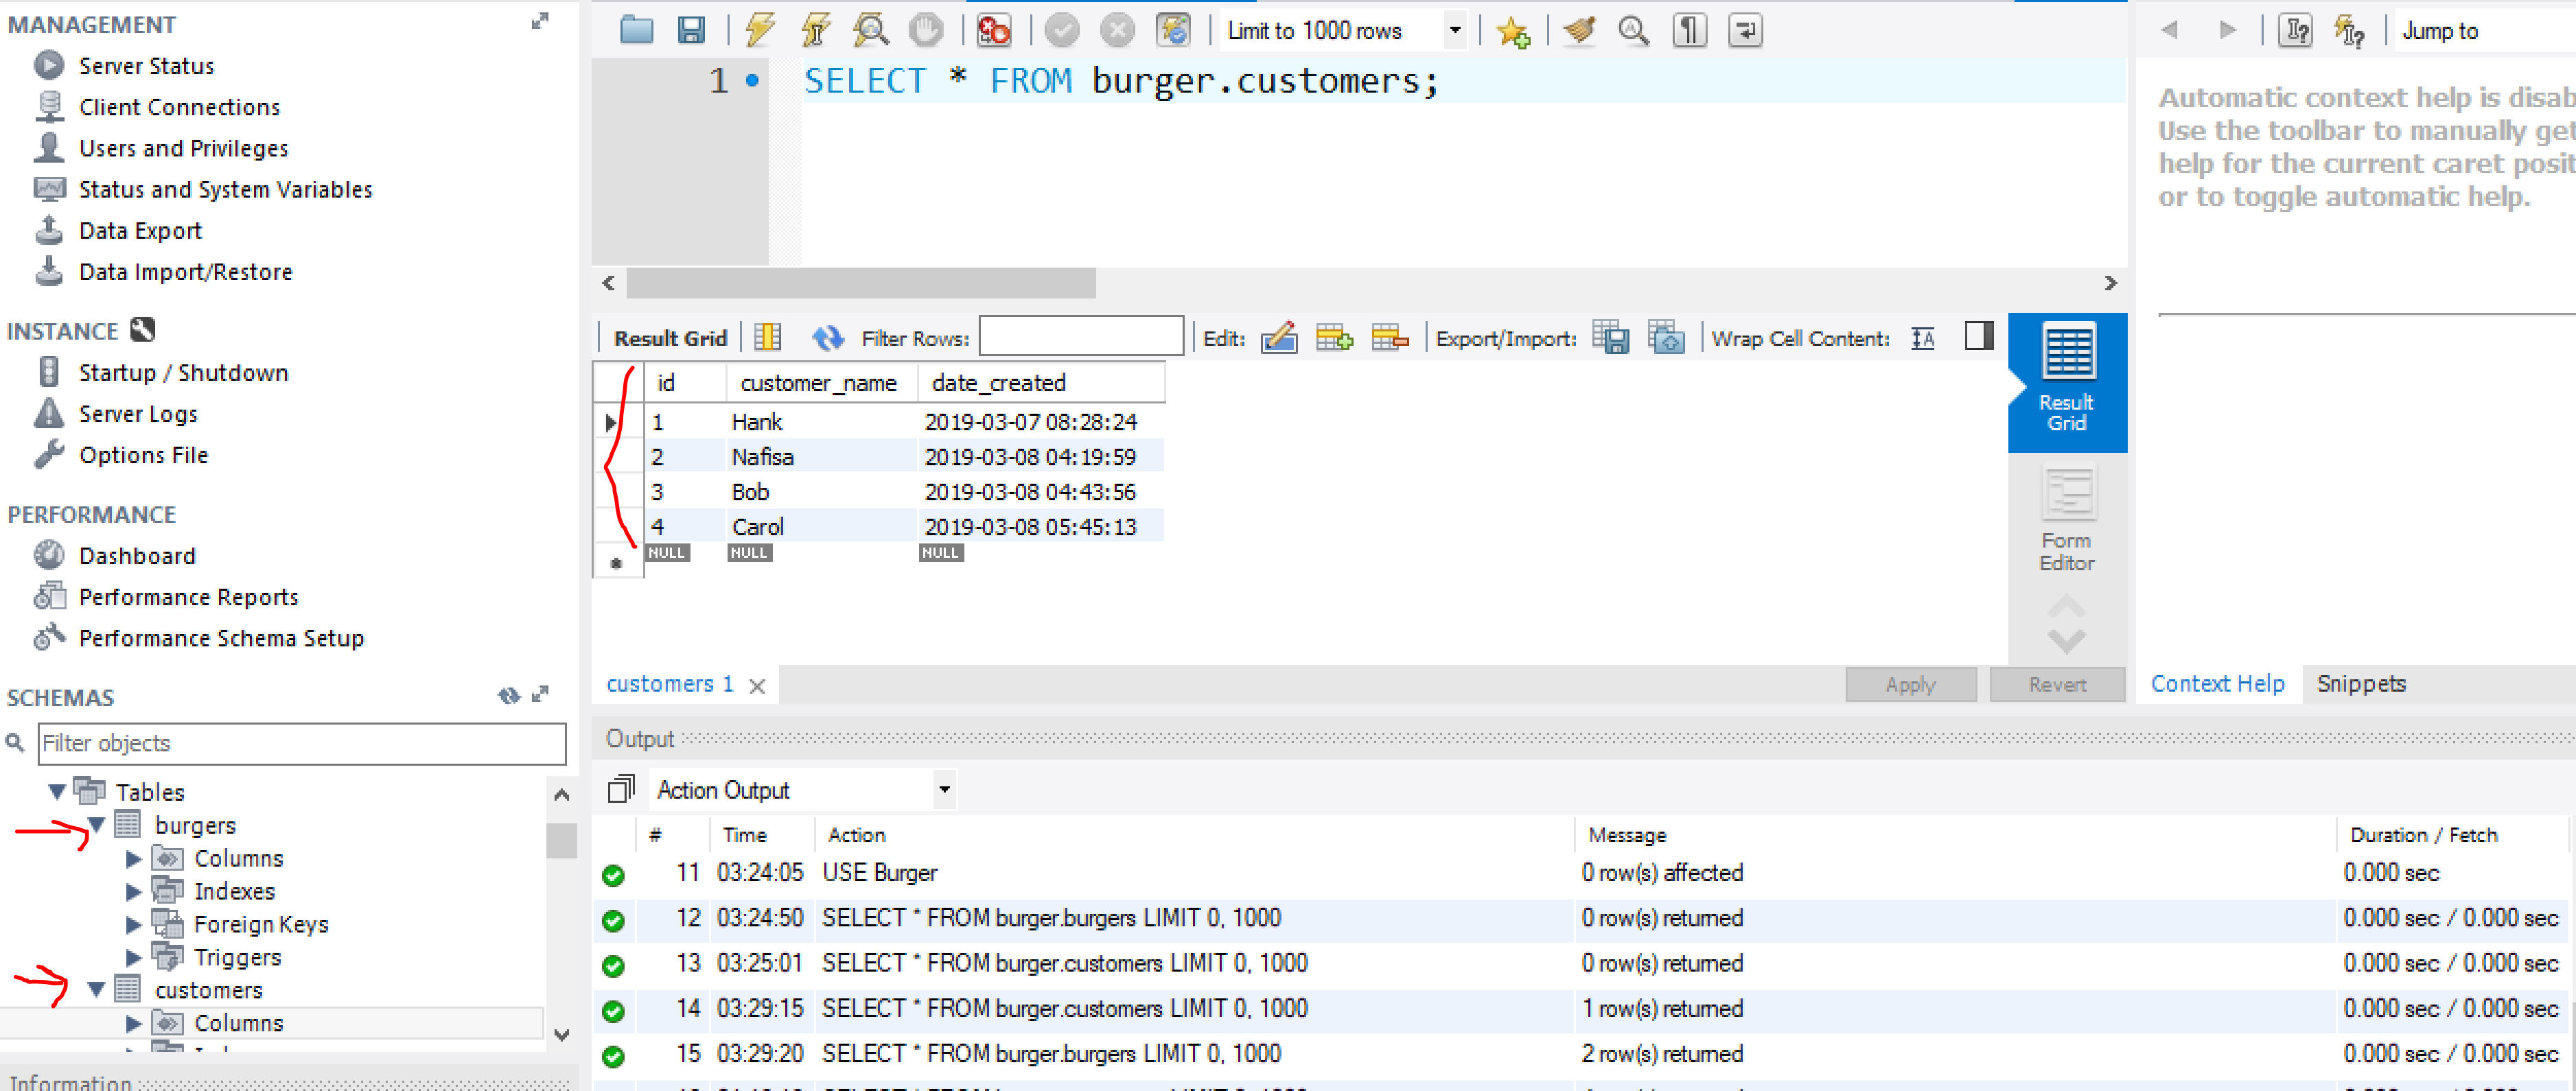 MANAGEMENT
Server Status
Client Connections
Users and Privileges
Status and System Variables
Data Export
Data Import/Restore
INSTANCE
Startup / Shutdown
Server Logs
Options File
PERFORMANCE
Dashboard
Performance Reports
Performance Schema Setup
SCHEMAS
Filter objects
Tables
burgers
Columns
Indexes
Foreign Keys
Triggers
customers
Columns
Information
Limit to 1000 rows
1 SELECT * FROM burger.customers;
Result Grid Filter Rows: Edit: Export/Import: Wrap Cell Content:
id customer_name date_created
1 Hank 2019-03-07 08:28:24
2 Nafisa 2019-03-08 04:19:59
3 Bob 2019-03-08 04:43:56
4 Carol 2019-03-08 05:45:13
NULL NULL NULL
Result
Grid
Form
Editor
customers 1
Apply Revert
Jump to
Automatic context help is disab
Use the toolbar to manually get
help for the current caret posit
or to toggle automatic help.
Context Help Snippets
Output
Action Output
# Time Action Message Duration / Fetch
11 03:24:05 USE Burger 0 row(s) affected 0.000 sec
12 03:24:50 SELECT * FROM burger.burgers LIMIT 0, 1000 0 row(s) returned 0.000 sec / 0.000 sec
13 03:25:01 SELECT * FROM burger.customers LIMIT 0, 1000 0 row(s) returned 0.000 sec / 0.000 sec
14 03:29:15 SELECT * FROM burger.customers LIMIT 0, 1000 1 row(s) returned 0.000 sec / 0.000 sec
15 03:29:20 SELECT * FROM burger.burgers LIMIT 0, 1000 2 row(s) returned 0.000 sec / 0.000 sec